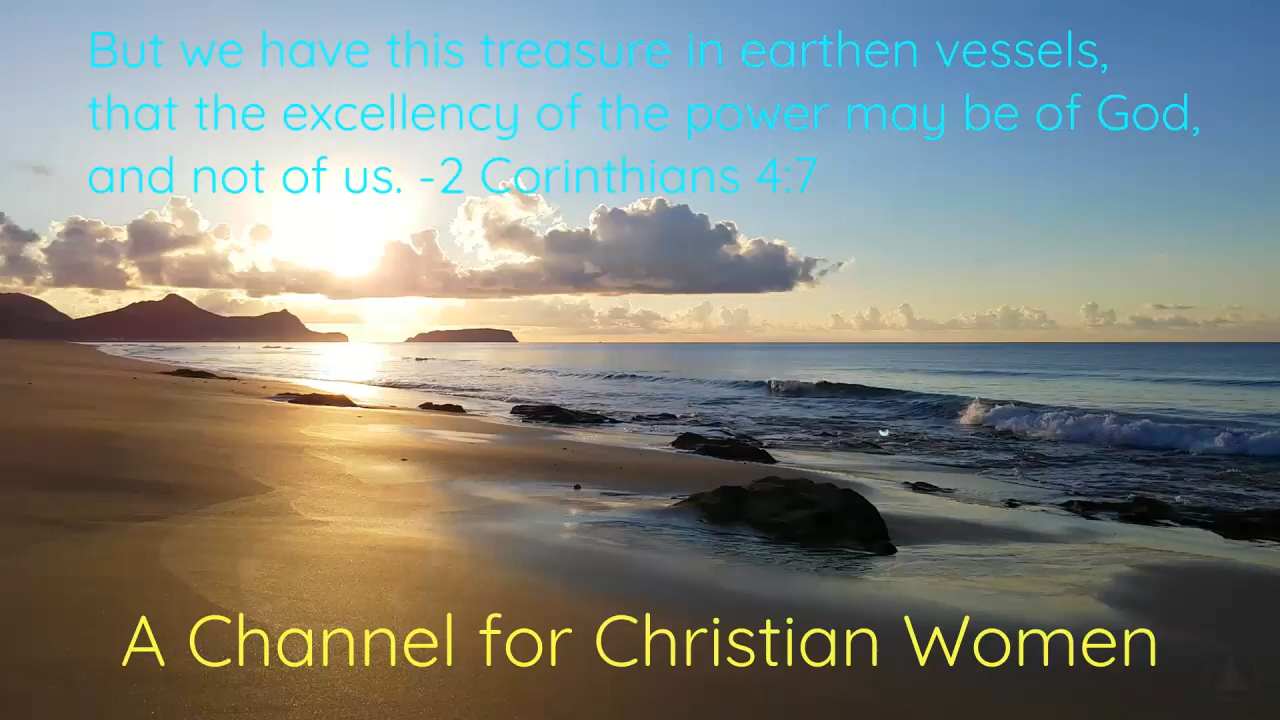 But we have this treasure in earthen vessels,
that the excellency of the power may be of God,
and not of us. -2 Corinthians 4:7
A Channel for Christian Women